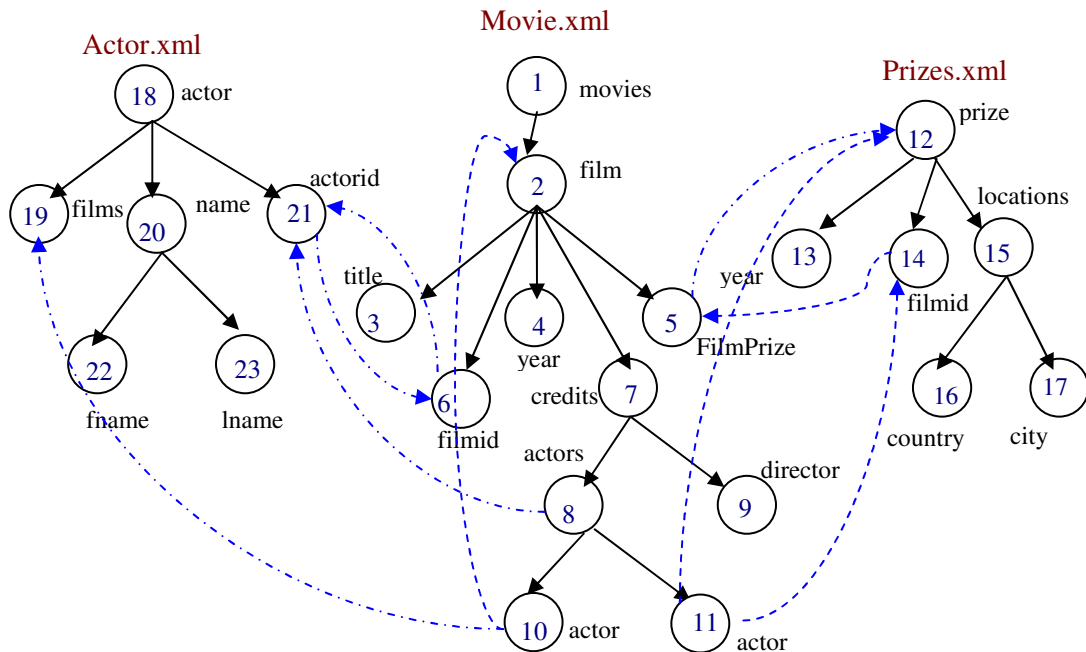 Movie.xml
Actor.xml
Prizes.xml
1
movies
18
actor
prize
12
film
2
actorid
name
films
19
20
21
locations
15
13
14
year
filmid
title
3
4
5
year
FilmPrize
22
23
fname
lname
6
filmid
7
credits
16
17
country
city
actors
8
director
9
10
actor
11
actor